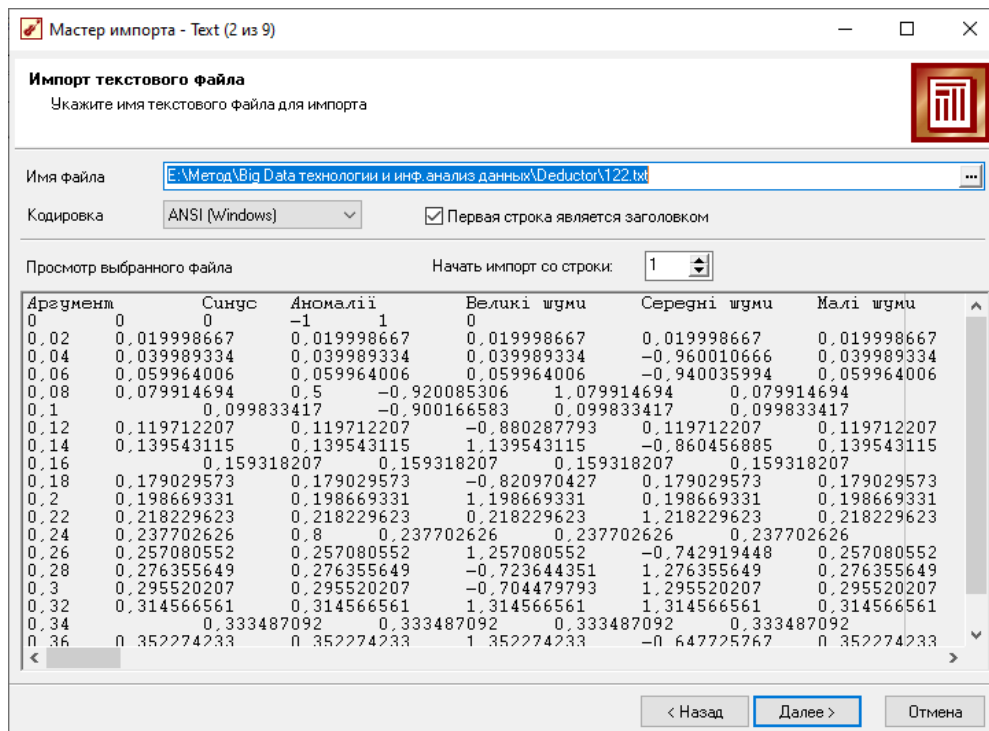 Мастер импорта - Text (2 из 9)
Импорт текстового файла
Укажите имя текстового файла для импорта
Имя файла E:\Метод\Big Data технологии и инф.анализ данных\Deductor\122.txt ...
Кодировка ANSI (Windows) Первая строка является заголовком
Просмотр выбранного файла Начать импорт со строки: 1
Аргумент Синус Аномалії Великі шуми Середні шуми Малі шуми
0 0 0 -1 1 0
0,02 0,019998667 0,019998667 0,019998667 0,019998667 0,019998667
0,04 0,039989334 0,039989334 0,039989334 -0,960010666 0,039989334
0,06 0,059964006 0,059964006 0,059964006 -0,940035994 0,059964006
0,08 0,079914694 0,5 -0,920085306 1,079914694 0,079914694
0,1 0,099833417 -0,900166583 0,099833417 0,099833417
0,12 0,119712207 0,119712207 -0,880287793 0,119712207 0,119712207
0,14 0,139543115 0,139543115 1,139543115 -0,860456885 0,139543115
0,16 0,159318207 0,159318207 0,159318207 0,159318207
0,18 0,179029573 0,179029573 -0,820970427 0,179029573 0,179029573
0,2 0,198669331 0,198669331 1,198669331 0,198669331 0,198669331
0,22 0,218229623 0,218229623 0,218229623 1,218229623 0,218229623
0,24 0,237702626 0,8 0,237702626 0,237702626 0,237702626
0,26 0,257080552 0,257080552 1,257080552 -0,742919448 0,257080552
0,28 0,276355649 0,276355649 -0,723644351 1,276355649 0,276355649
0,3 0,295520207 0,295520207 -0,704479793 1,295520207 0,295520207
0,32 0,314566561 0,314566561 1,314566561 1,314566561 0,314566561
0,34 0,333487092 0,333487092 0,333487092 0,333487092
0,36 0,352274233 0,352274233 1,352274233 -0,647725767 0,352274233
< Назад Далее > Отмена